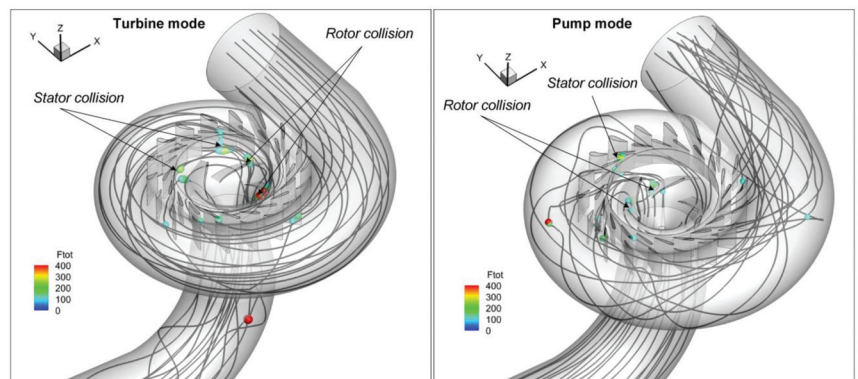 Turbine mode
Z
Y
X
Rotor collision
Stator collision
Ftot
400
300
200
100
0
Pump mode
Z
Y
X
Stator collision
Rotor collision
Ftot
400
300
200
100
0